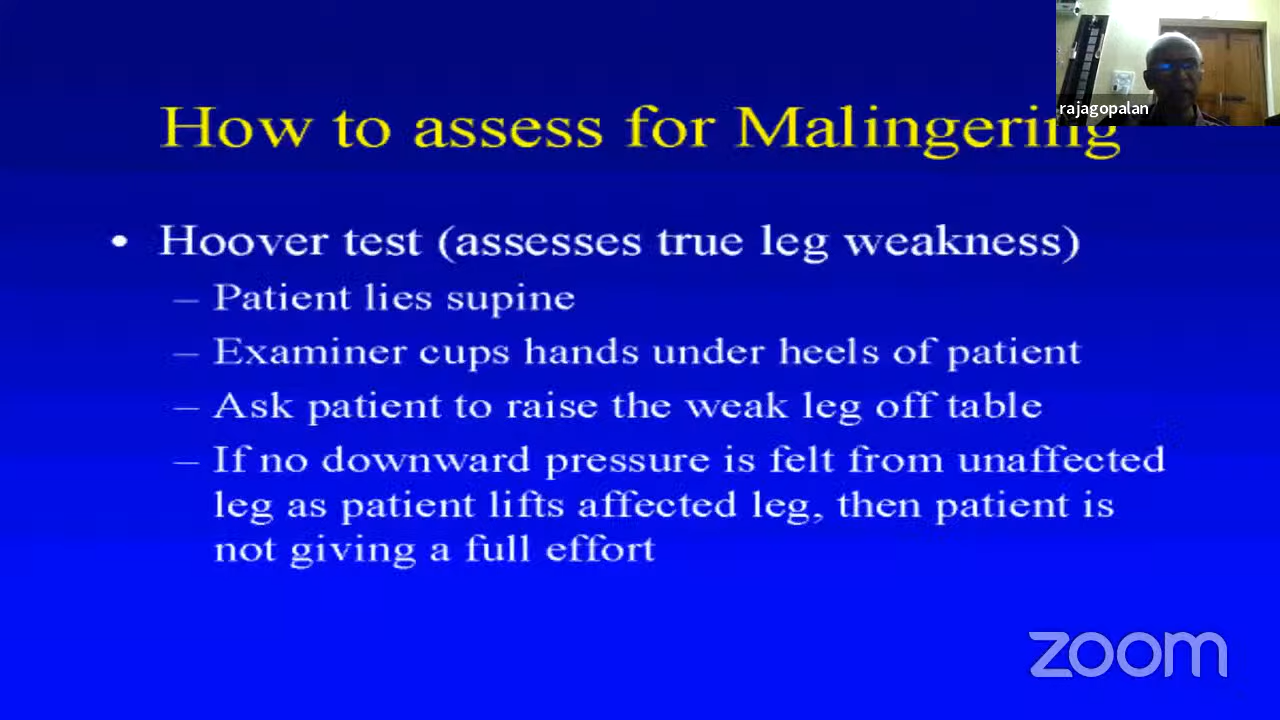 rajagopalan
How to assess for Malingering
• Hoover test (assesses true leg weakness)
– Patient lies supine
– Examiner cups hands under heels of patient
– Ask patient to raise the weak leg off table
– If no downward pressure is felt from unaffected
leg as patient lifts affected leg, then patient is
not giving a full effort
zoom